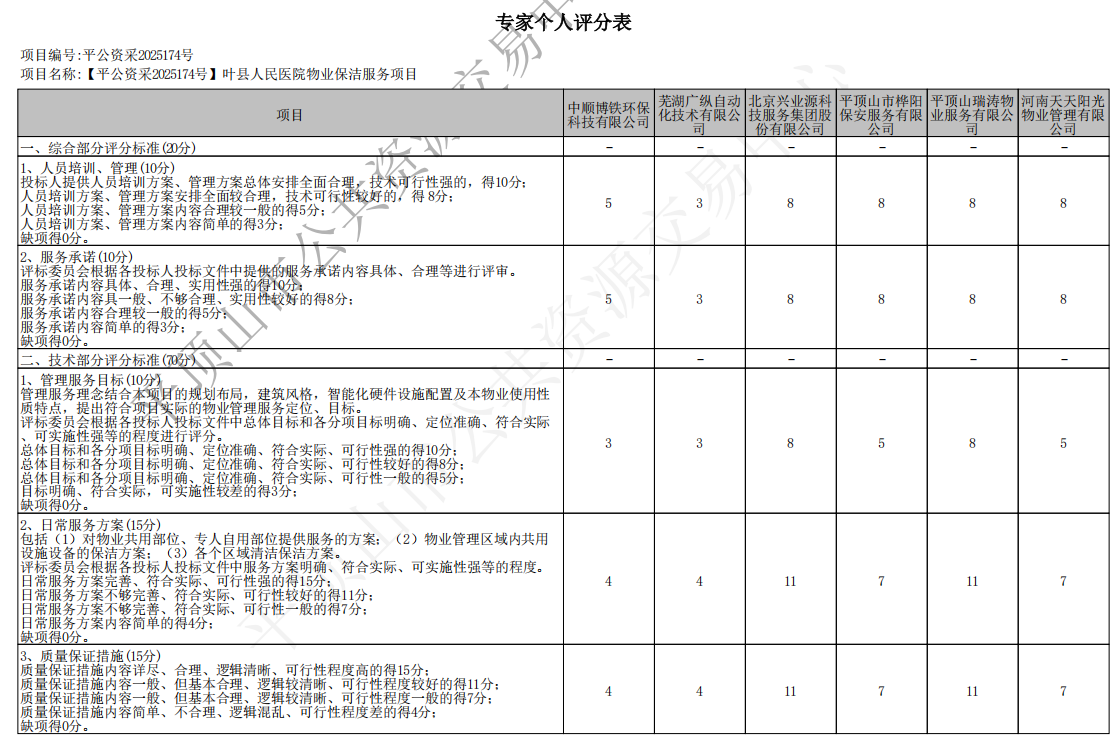 专家个人评分表
项目编号:平公资采2025174号
项目名称:【平公资采2025174号】叶县人民医院物业保洁服务项目
项目 中顺博铁环保科技有限公司 芜湖广纵自动化技术有限公司 北京兴业源科技服务集团股份有限公司 平顶山市桦阳保安服务有限公司 平顶山瑞涛物业服务有限公司 河南天天阳光物业管理有限公司
一、综合部分评分标准(20分) - - - - - -
1、人员培训、管理(10分)
投标人提供人员培训方案、管理方案总体安排全面合理，技术可行性强的，得10分；
人员培训方案、管理方案安排全面较合理，技术可行性较好的，得 8分；
人员培训方案、管理方案内容合理较一般的得5分；
人员培训方案、管理方案内容简单的得3分；
缺项得0分。
5 3 8 8 8 8
2、服务承诺(10分)
评标委员会根据各投标人投标文件中提供的服务承诺内容具体、合理等进行评审。
服务承诺内容具体、合理、实用性强的得10分；
服务承诺内容具一般、不够合理、实用性较好的得8分；
服务承诺内容合理较一般的得5分；
服务承诺内容简单的得3分；
缺项得0分。
5 3 8 8 8 8
二、技术部分评分标准(70分) - - - - - -
1、管理服务目标(10分)
管理服务理念结合本项目的规划布局，建筑风格，智能化硬件设施配置及本物业使用性
质特点，提出符合项目实际的物业管理服务定位、目标。
评标委员会根据各投标人投标文件中总体目标和各分项目标明确、定位准确、符合实际
、可实施性强等的程度进行评分。
总体目标和各分项目标明确、定位准确、符合实际、可行性强的得10分；
总体目标和各分项目标明确、定位准确、符合实际、可行性较好的得8分；
总体目标和各分项目标明确、定位准确、符合实际、可行性一般的得5分；
目标明确、符合实际，可实施性较差的得3分；
缺项得0分。
3 3 8 5 8 5
2、日常服务方案(15分)
包括（1）对物业共用部位、专人自用部位提供服务的方案；（2）物业管理区域内共用
设施设备的保洁方案；（3）各个区域清洁保洁方案。
评标委员会根据各投标人投标文件中服务方案明确、符合实际、可实施性强等的程度。
日常服务方案完善、符合实际、可行性强的得15分；
日常服务方案不够完善、符合实际、可行性较好的得11分；
日常服务方案不够完善、符合实际、可行性一般的得7分；
日常服务方案内容简单的得4分；
缺项得0分。
4 4 11 7 11 7
3、质量保证措施(15分)
质量保证措施内容详尽、合理、逻辑清晰、可行性程度高的得15分；
质量保证措施内容一般、但基本合理、逻辑较清晰、可行性程度较好的得11分；
质量保证措施内容一般、但基本合理、逻辑较清晰、可行性程度一般的得7分；
质量保证措施内容简单、不合理、逻辑混乱、可行性程度差的得4分；
缺项得0分。
4 4 11 7 11 7
平顶山市公共资源交易中
平顶山市公共资源交易中心